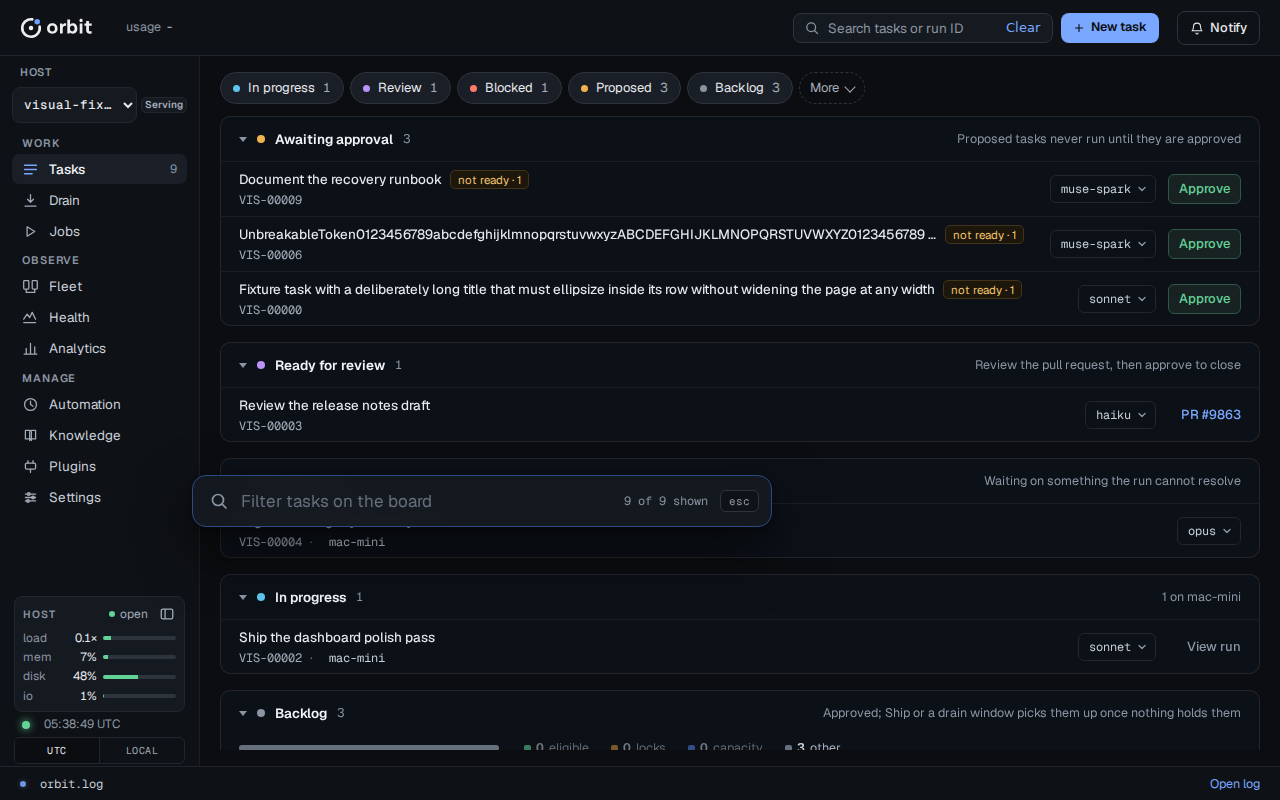 orbit
usage –
Search tasks or run ID
Clear
+ New task
Notify
HOST
visual-fix…
Serving
WORK
Tasks 9
Drain
Jobs
OBSERVE
Fleet
Health
Analytics
MANAGE
Automation
Knowledge
Plugins
Settings
HOST open
load 0.1×
mem 7%
disk 48%
io 1%
05:38:49 UTC
UTC LOCAL
In progress 1
Review 1
Blocked 1
Proposed 3
Backlog 3
More
Awaiting approval 3
Proposed tasks never run until they are approved
Document the recovery runbook not ready · 1
VIS-00009
muse-spark
Approve
UnbreakableToken0123456789abcdefghijklmnopqrstuvwxyzABCDEFGHIJKLMNOPQRSTUVWXYZ0123456789 … not ready · 1
VIS-00006
muse-spark
Approve
Fixture task with a deliberately long title that must ellipsize inside its row without widening the page at any width not ready · 1
VIS-00000
sonnet
Approve
Ready for review 1
Review the pull request, then approve to close
Review the release notes draft
VIS-00003
haiku
PR #9863
Waiting on something the run cannot resolve
Filter tasks on the board
9 of 9 shown
esc
VIS-00004 · mac-mini
opus
In progress 1
1 on mac-mini
Ship the dashboard polish pass
VIS-00002 · mac-mini
sonnet
View run
Backlog 3
Approved; Ship or a drain window picks them up once nothing holds them
0 eligible
0 locks
0 capacity
3 other
orbit.log
Open log